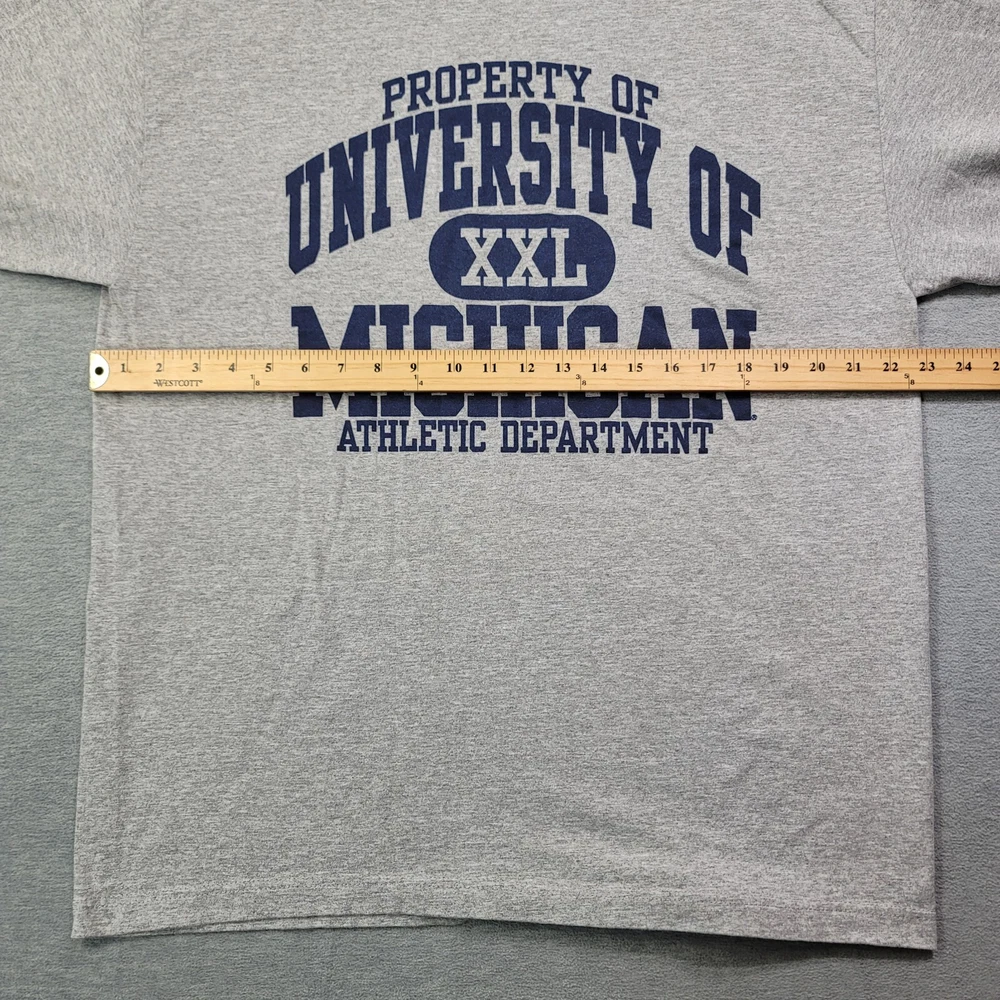 PROPERTY OF
UNIVERSITY OF
XXL
MICHIGAN
1 2 3 4 5 6 7 8 9 10 11 12 13 14 15 16 17 18 19 20 21 22 23 24
WESTCOTT
®
ATHLETIC DEPARTMENT